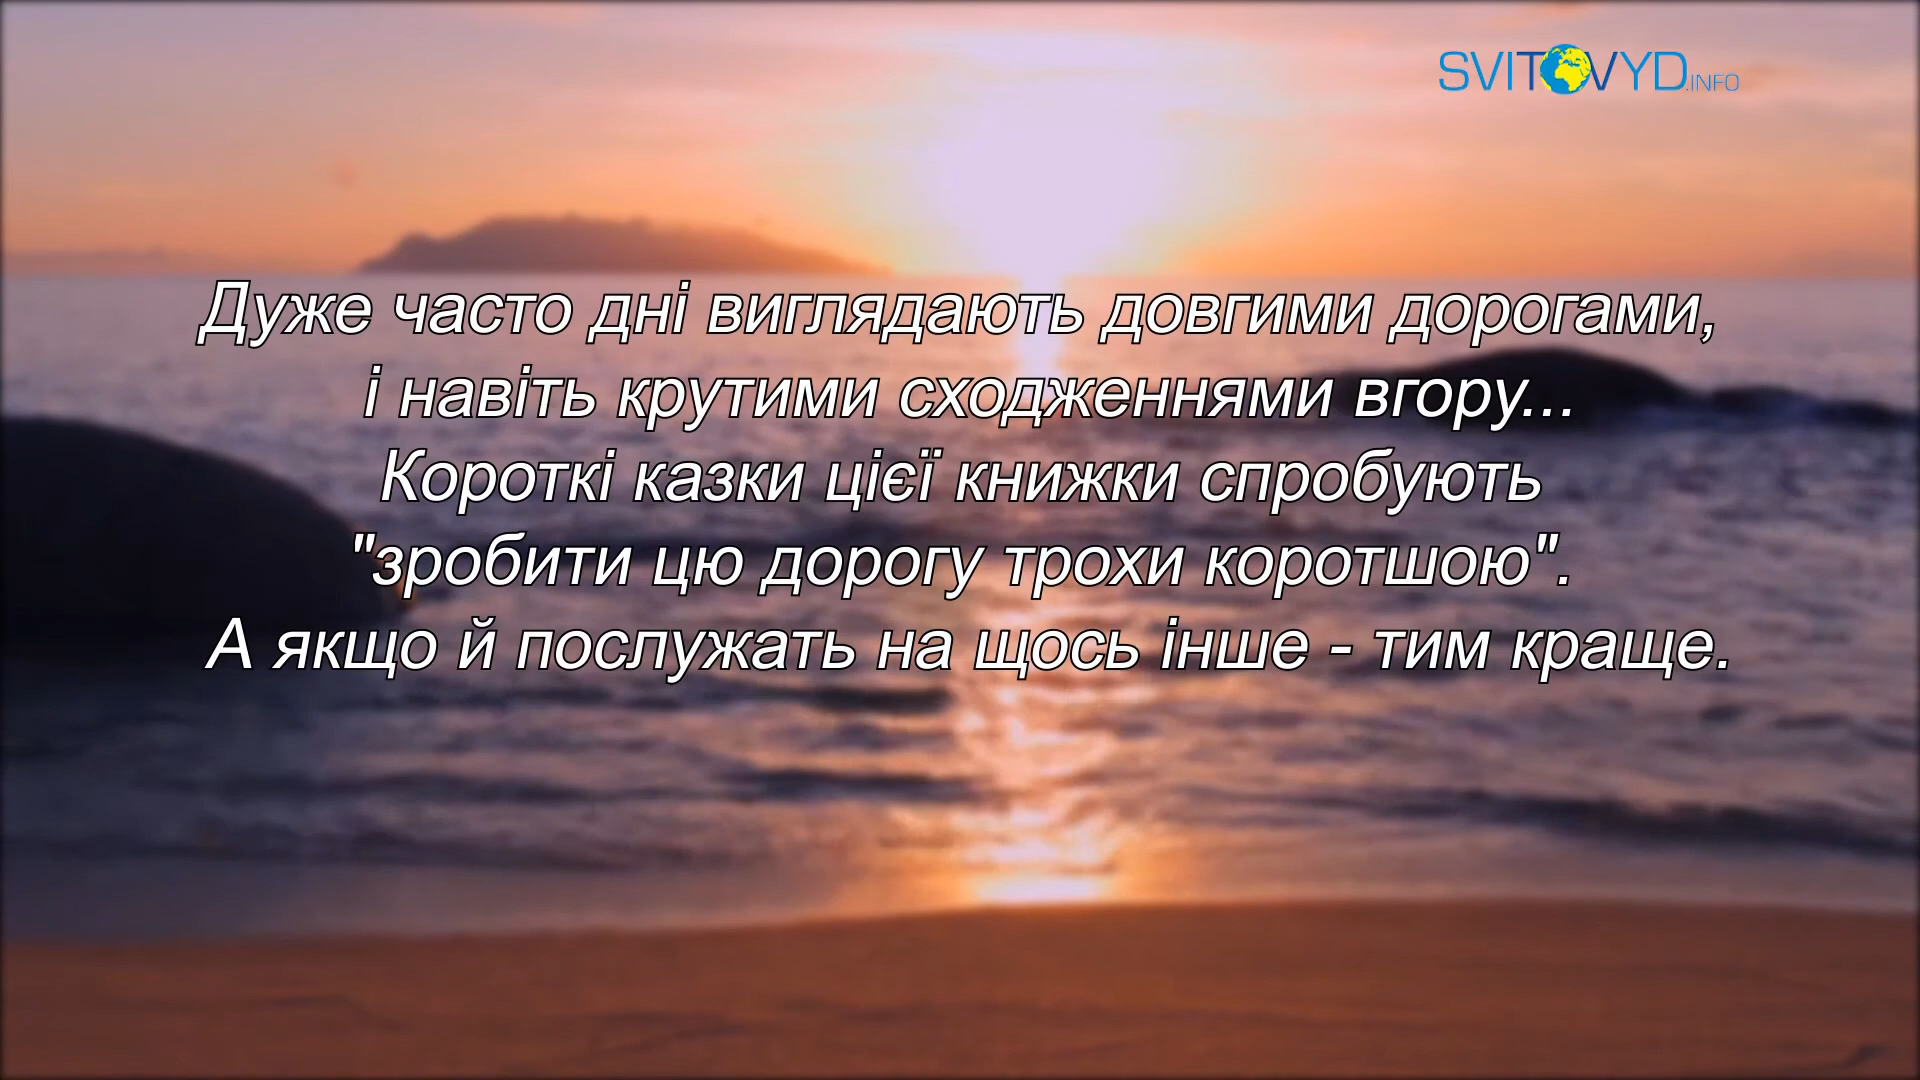 SVITOVYD.INFO
Дуже часто дні виглядають довгими дорогами,
і навіть крутими сходженнями вгору...
Короткі казки цієї книжки спробують
"зробити цю дорогу трохи коротшою".
А якщо й послужать на щось інше - тим краще.